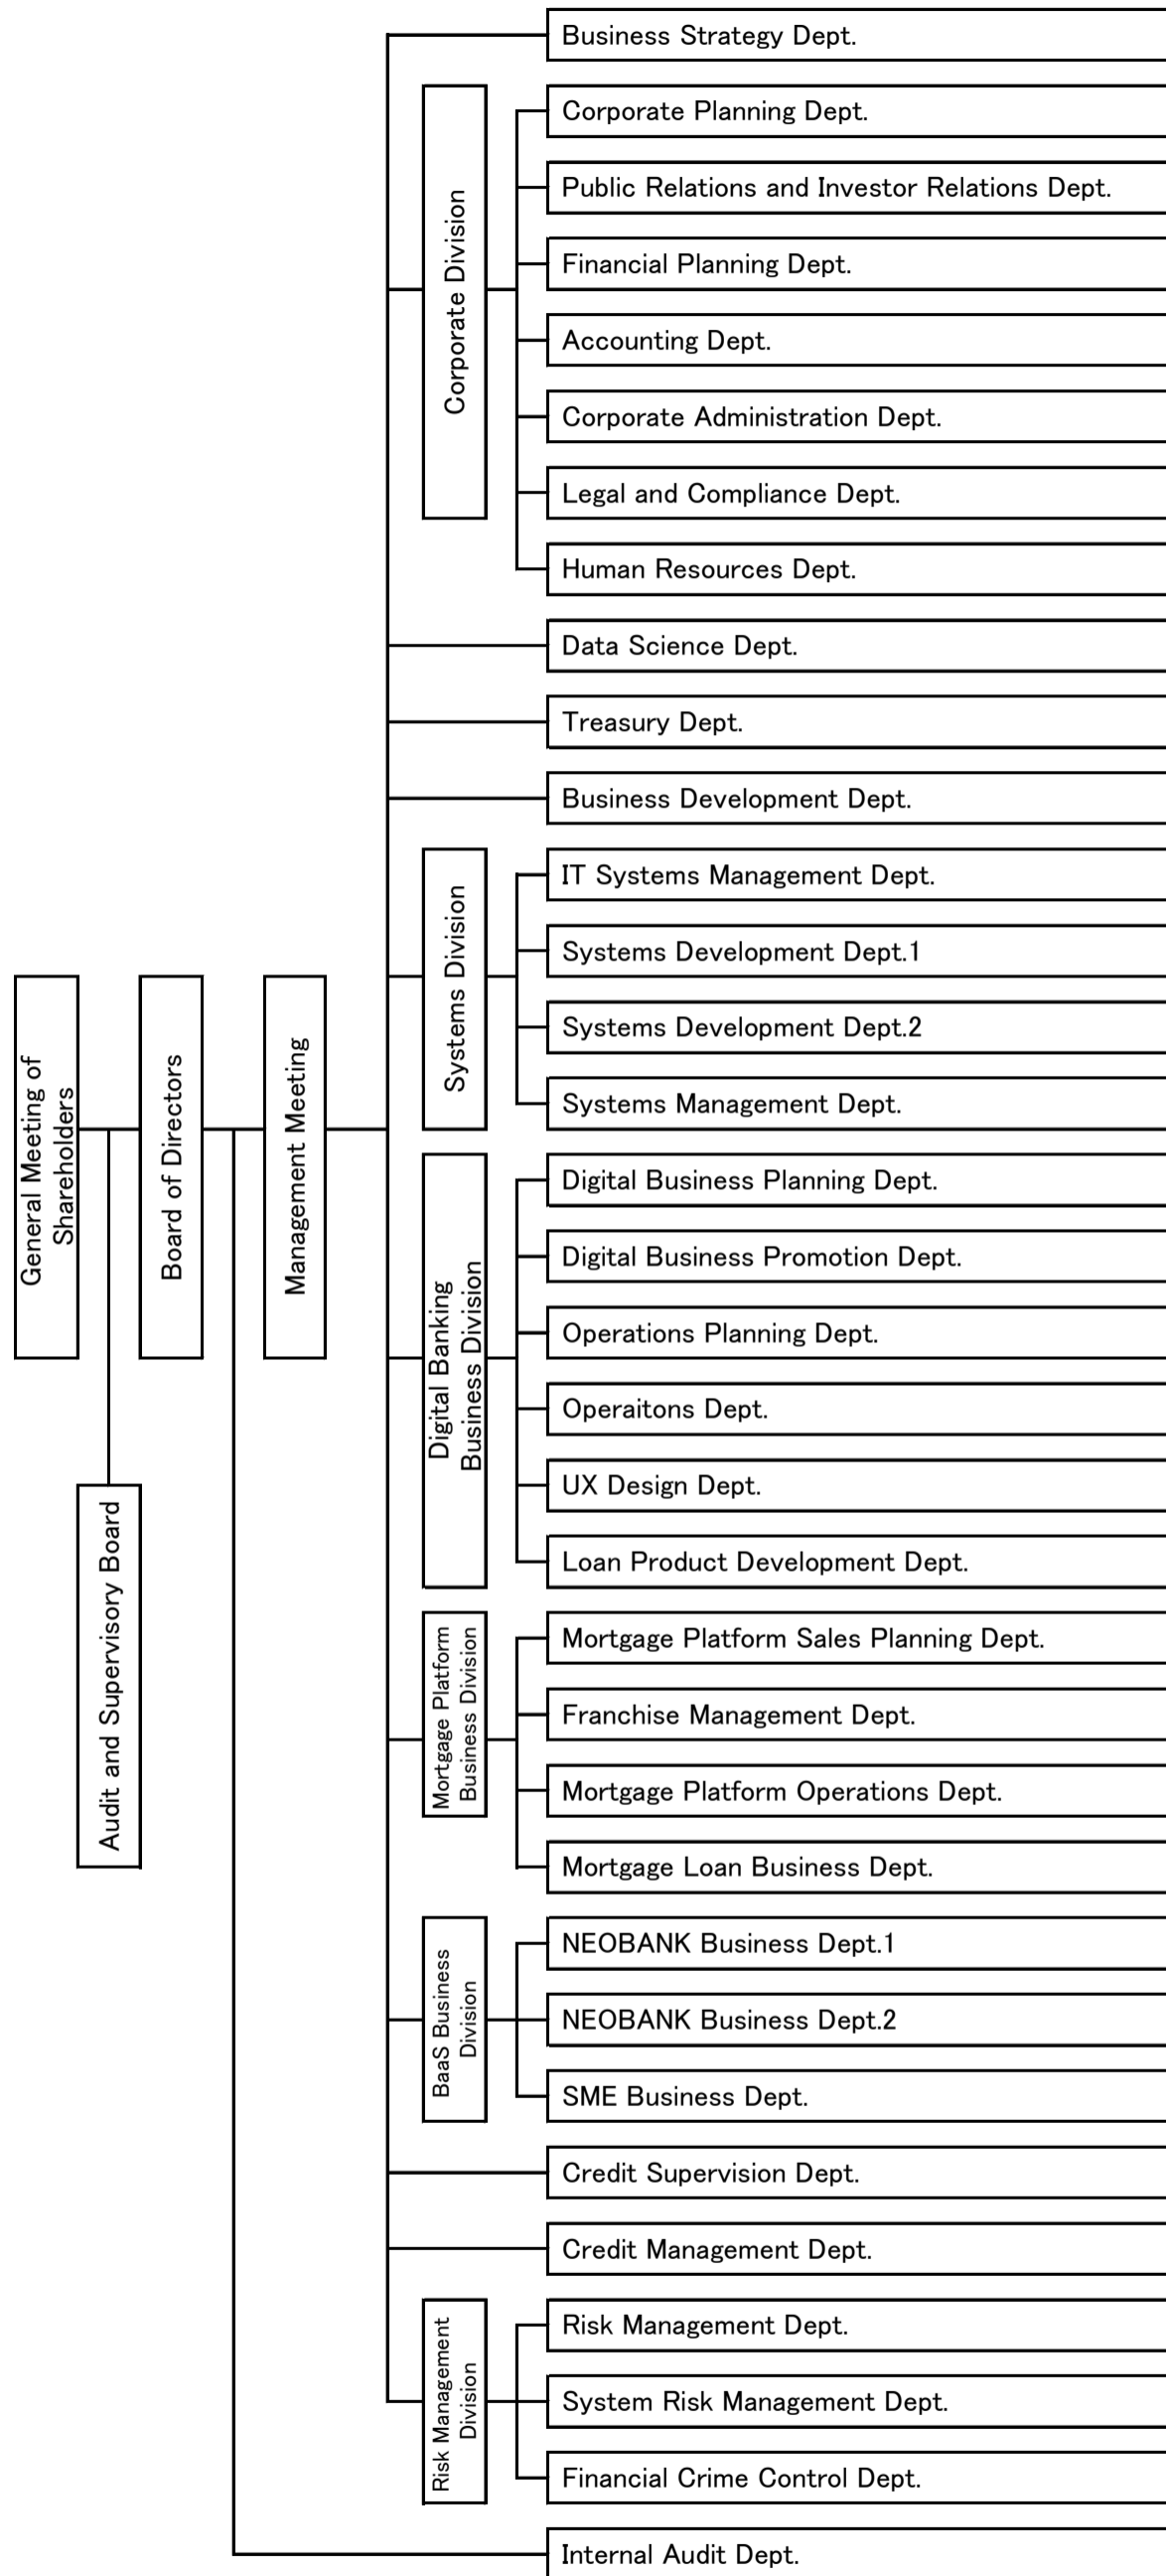 General Meeting of
Shareholders
Board of Directors
Audit and Supervisory Board
Management Meeting
Business Strategy Dept.
Corporate Division
Corporate Planning Dept.
Public Relations and Investor Relations Dept.
Financial Planning Dept.
Accounting Dept.
Corporate Administration Dept.
Legal and Compliance Dept.
Human Resources Dept.
Data Science Dept.
Treasury Dept.
Business Development Dept.
Systems Division
IT Systems Management Dept.
Systems Development Dept.1
Systems Development Dept.2
Systems Management Dept.
Digital Banking
Business Division
Digital Business Planning Dept.
Digital Business Promotion Dept.
Operations Planning Dept.
Operaitons Dept.
UX Design Dept.
Loan Product Development Dept.
Mortgage Platform
Business Division
Mortgage Platform Sales Planning Dept.
Franchise Management Dept.
Mortgage Platform Operations Dept.
Mortgage Loan Business Dept.
BaaS Business
Division
NEOBANK Business Dept.1
NEOBANK Business Dept.2
SME Business Dept.
Credit Supervision Dept.
Credit Management Dept.
Risk Management
Division
Risk Management Dept.
System Risk Management Dept.
Financial Crime Control Dept.
Internal Audit Dept.